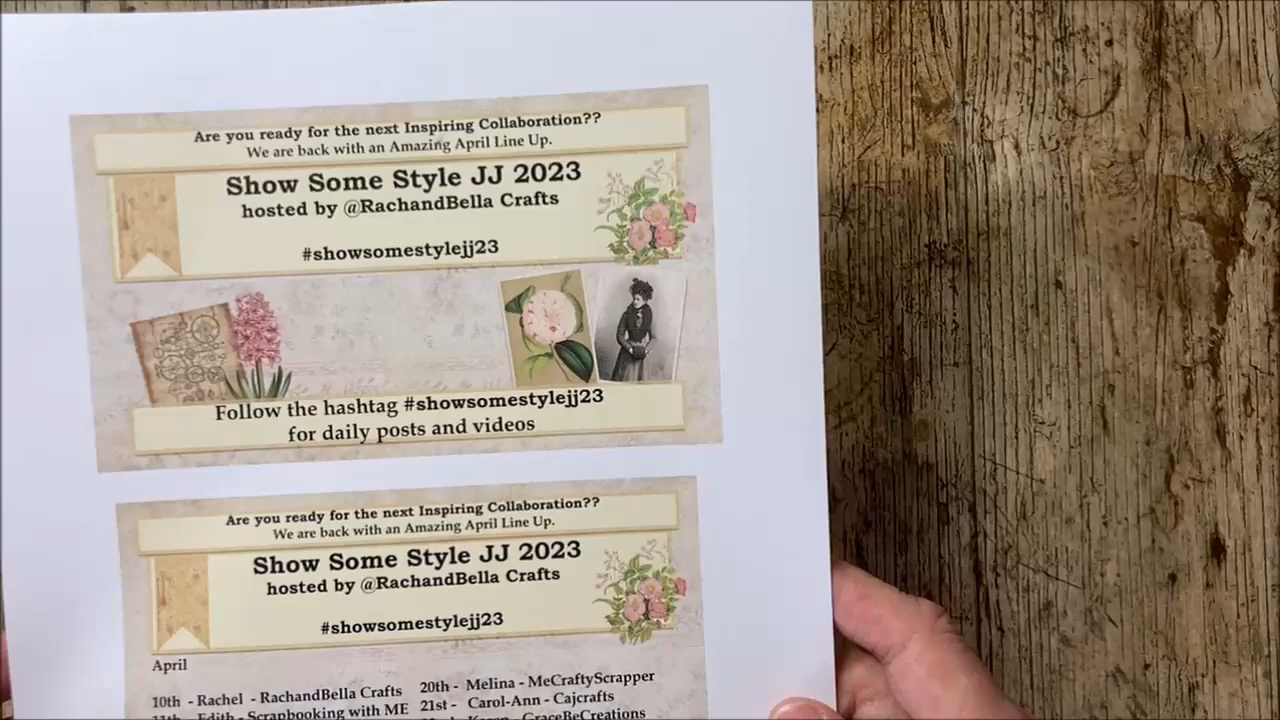 Are you ready for the next Inspiring Collaboration??
We are back with an Amazing April Line Up.
Show Some Style JJ 2023
hosted by @RachandBella Crafts
#showsomestylejj23
Follow the hashtag #showsomestylejj23
for daily posts and videos
Are you ready for the next Inspiring Collaboration??
We are back with an Amazing April Line Up.
Show Some Style JJ 2023
hosted by @RachandBella Crafts
#showsomestylejj23
April
10th - Rachel - RachandBella Crafts
11th - Edith - Scrapbooking with ME
20th - Melina - MeCraftyScrapper
21st - Carol-Ann - Cajcrafts
Karen - GraceBeCreations